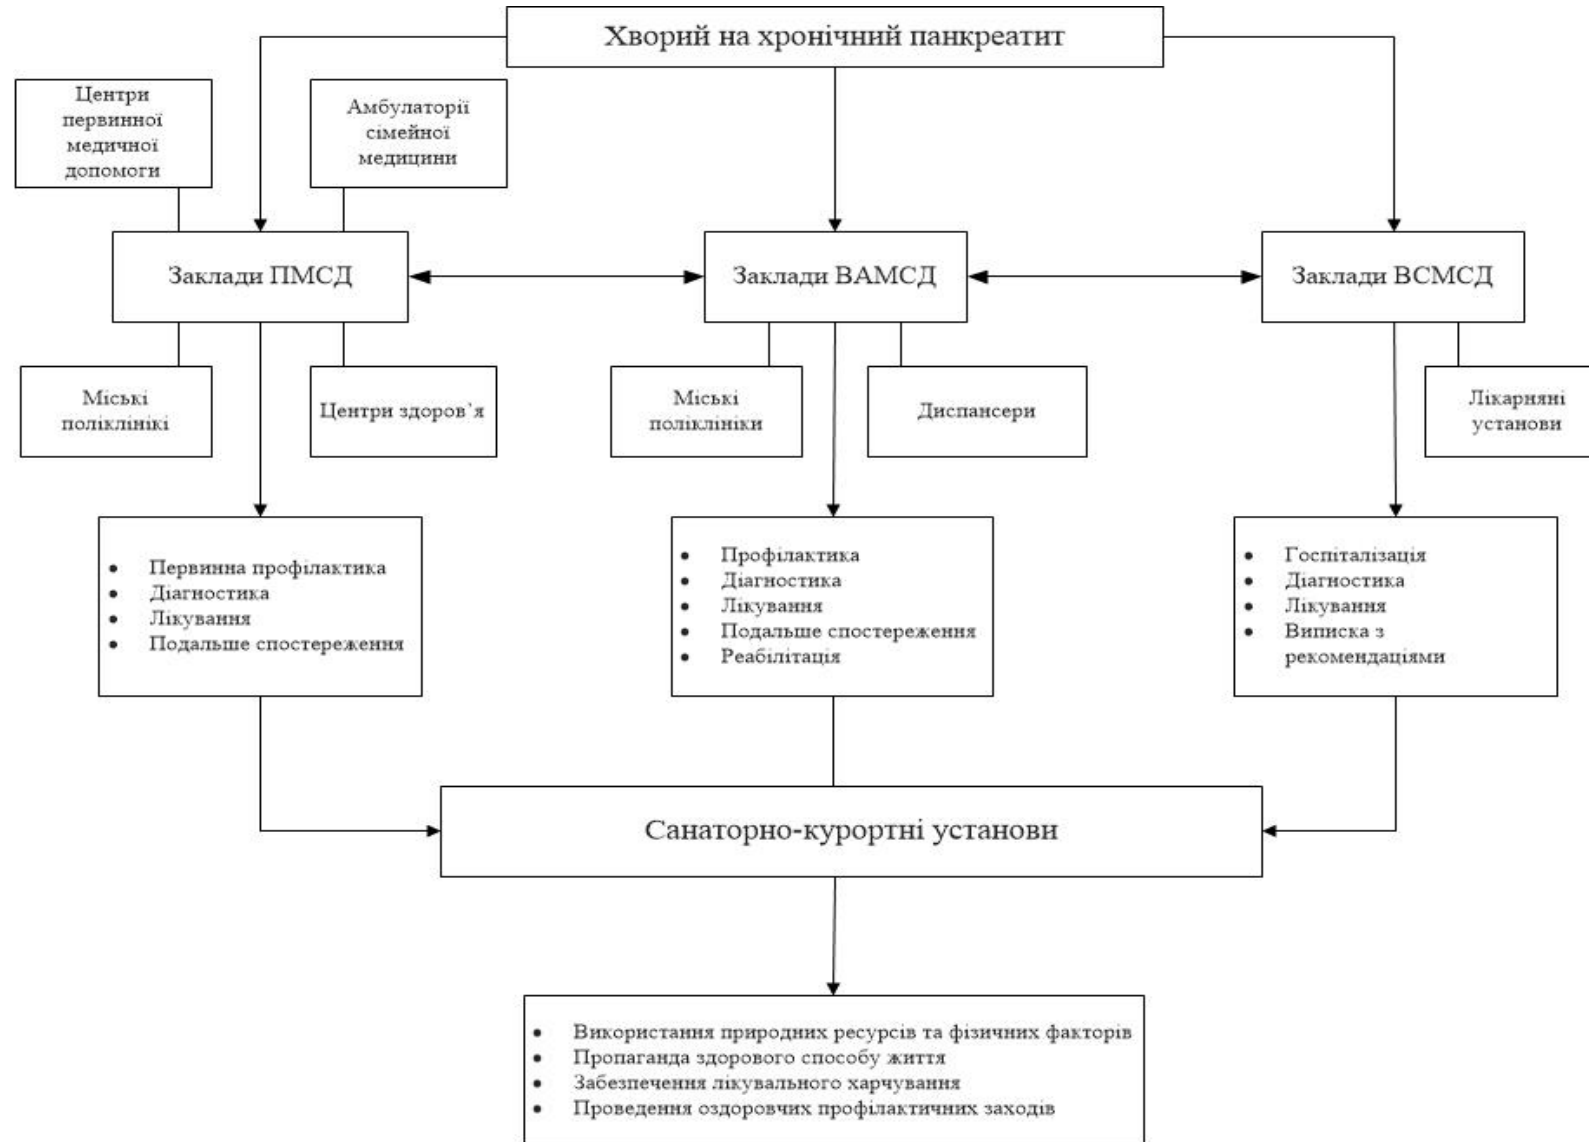 Хворий на хронічний панкреатит
Центри
первинної
медичної
допомоги
Амбулаторії
сімейної
медицини
Заклади ПМСД
Заклади ВАМСД
Заклади ВСМСД
Міські
поліклінікі
Центри здоров`я
Міські
поліклініки
Диспансери
Лікарняні
установи
• Первинна профілактика
• Діагностика
• Лікування
• Подальше спостереження
• Профілактика
• Діагностика
• Лікування
• Подальше спостереження
• Реабілітація
• Госпіталізація
• Діагностика
• Лікування
• Виписка з
рекомендаціями
Санаторно-курортні установи
• Використання природних ресурсів та фізичних факторів
• Пропаганда здорового способу життя
• Забезпечення лікувального харчування
• Проведення оздоровчих профілактичних заходів